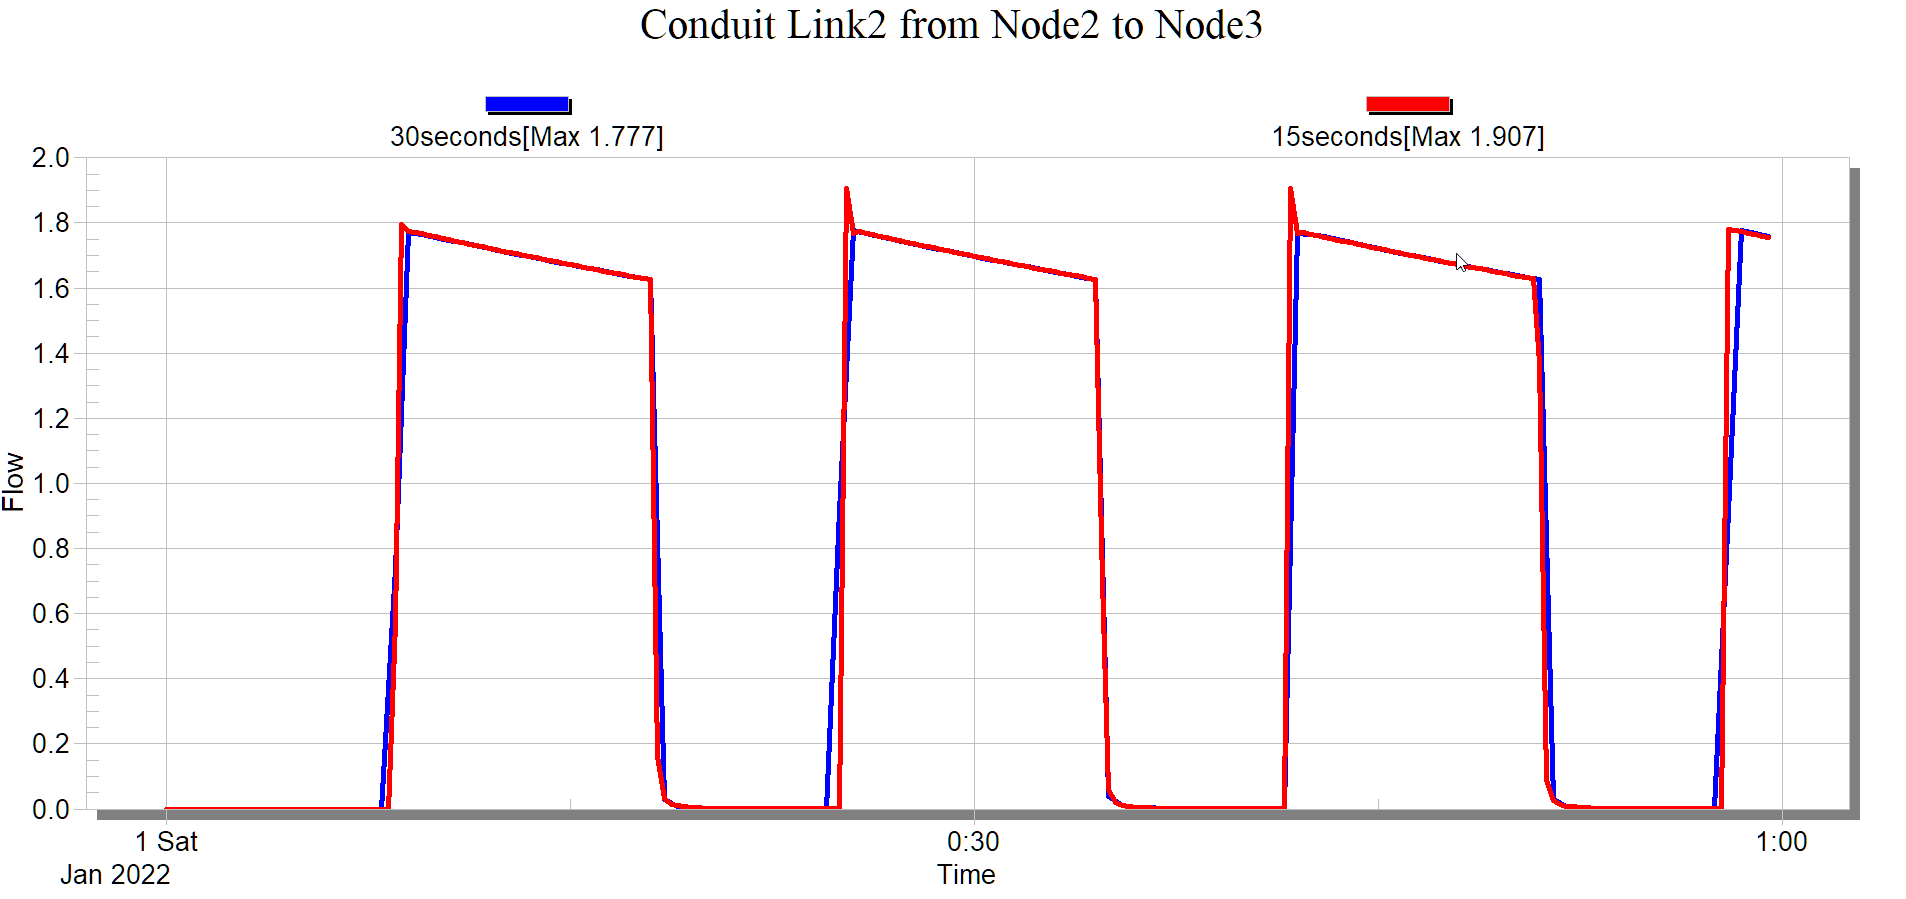 Conduit Link2 from Node2 to Node3
30seconds[Max 1.777]
15seconds[Max 1.907]
2.0
1.8
1.6
1.4
1.2
1.0
0.8
0.6
0.4
0.2
0.0
Flow
1 Sat
0:30
1:00
Jan 2022
Time